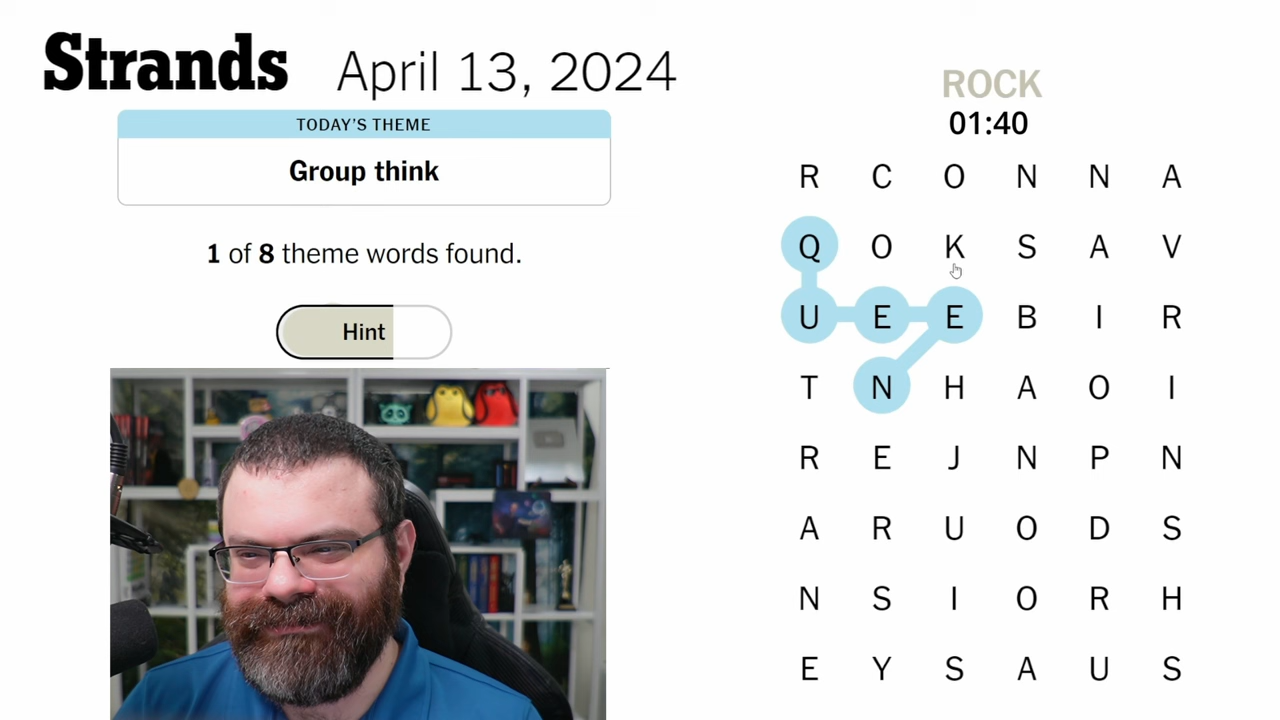 Strands April 13, 2024
TODAY'S THEME
Group think
1 of 8 theme words found.
Hint
ROCK
01:40
R C O N N A
Q O K S A V
U E E B I R
T N H A O I
R E J N P N
A R U O D S
N S I O R H
E Y S A U S